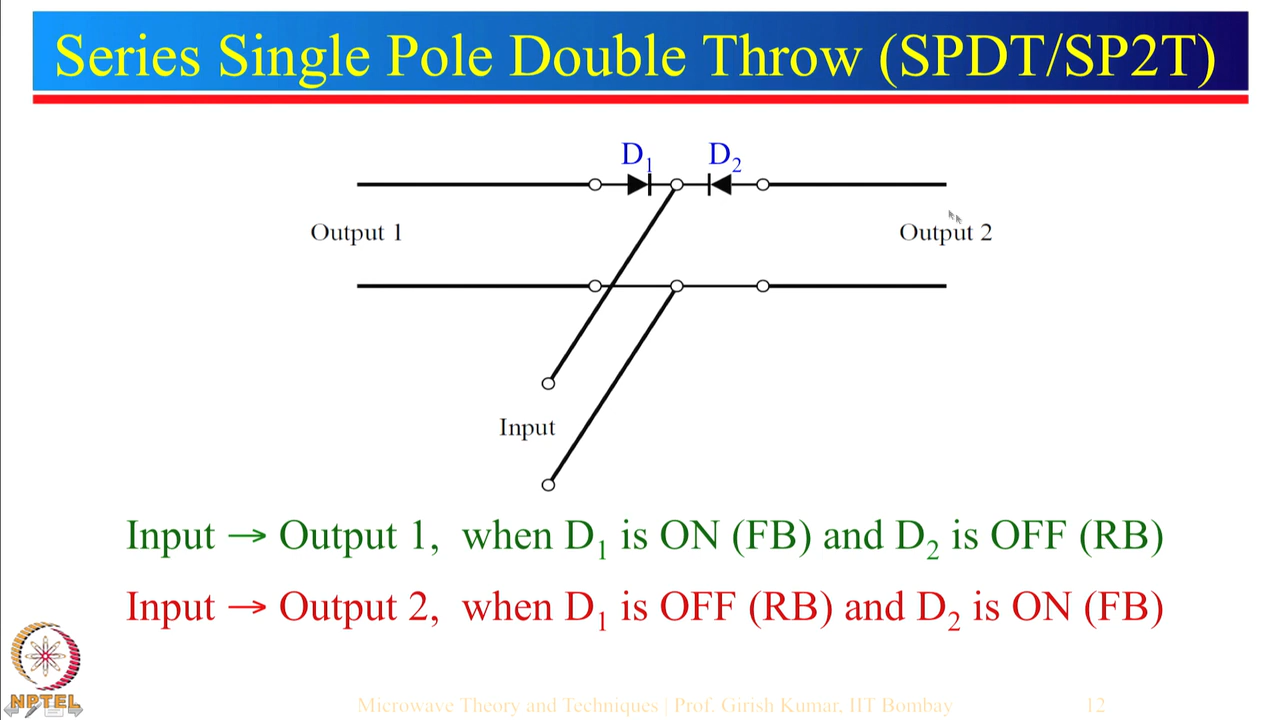 Series Single Pole Double Throw (SPDT/SP2T)
D₁ D₂
Output 1 Output 2
Input
Input → Output 1, when D₁ is ON (FB) and D₂ is OFF (RB)
Input → Output 2, when D₁ is OFF (RB) and D₂ is ON (FB)
NPTEL
Microwave Theory and Techniques | Prof. Girish Kumar, IIT Bombay 12